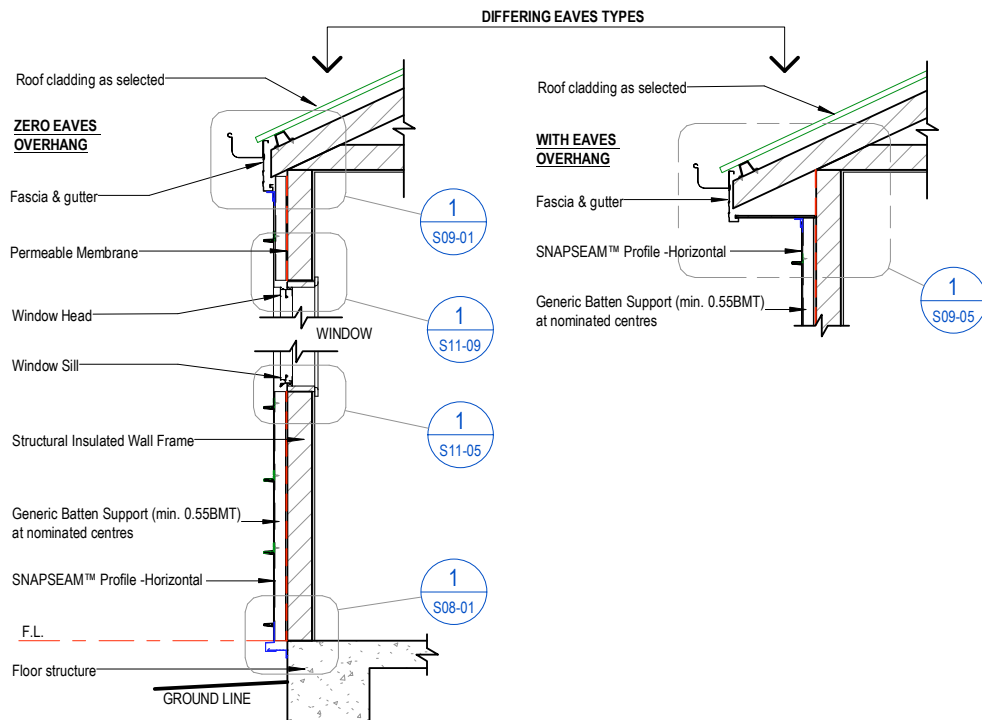 DIFFERING EAVES TYPES
Roof cladding as selected
ZERO EAVES
OVERHANG
Fascia & gutter
1
S09-01
Permeable Membrane
Window Head
WINDOW
1
S11-09
Window Sill
1
S11-05
Structural Insulated Wall Frame
Generic Batten Support (min. 0.55BMT)
at nominated centres
SNAPSEAM™ Profile -Horizontal
1
S08-01
F.L.
Floor structure
GROUND LINE
Roof cladding as selected
WITH EAVES
OVERHANG
Fascia & gutter
SNAPSEAM™ Profile -Horizontal
Generic Batten Support (min. 0.55BMT)
at nominated centres
1
S09-05